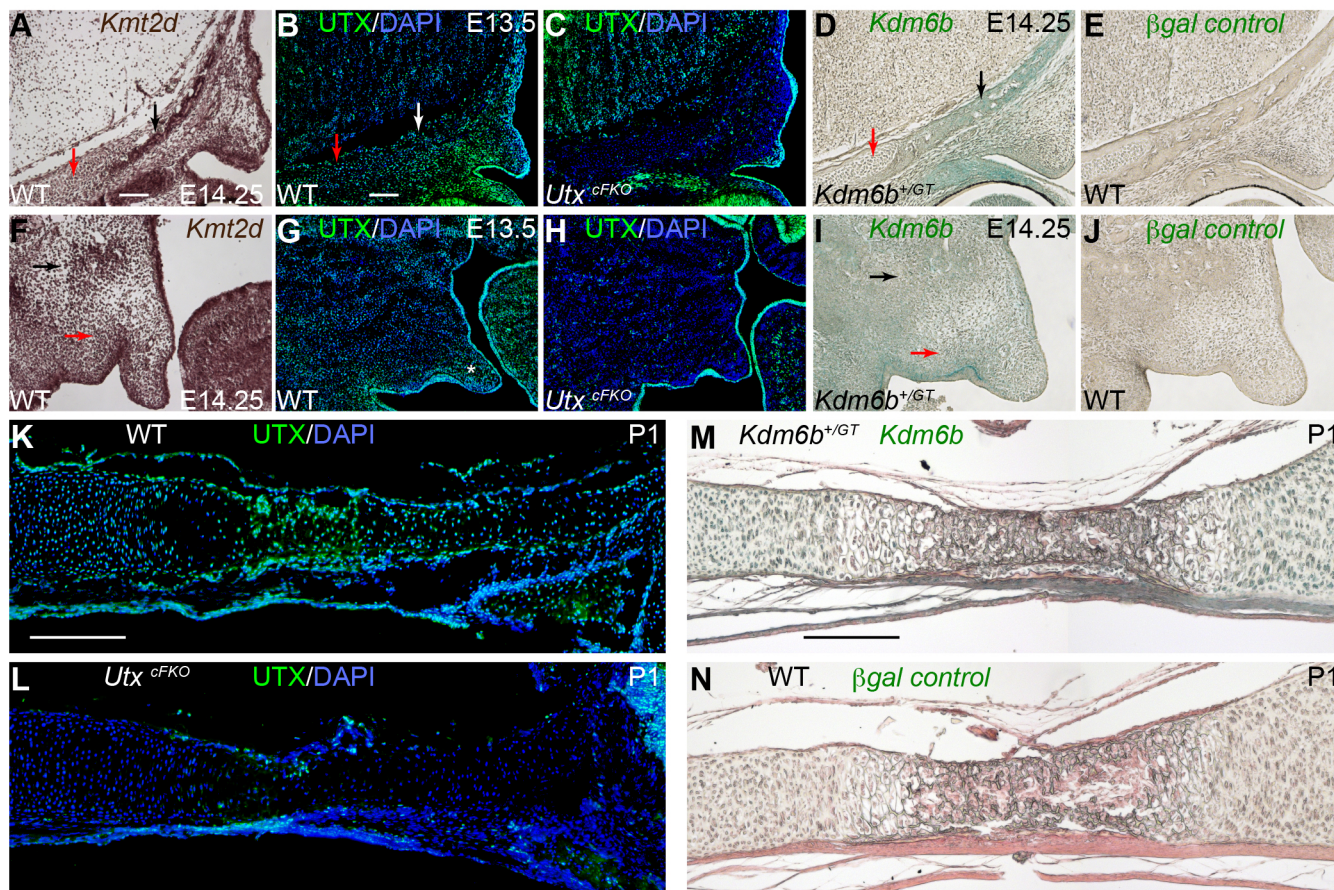 A Kmt2d WT E14.25
B UTX/DAPI E13.5 WT
C UTX/DAPI Utx cFKO
D Kdm6b E14.25 Kdm6b+/GT
E βgal control
F Kmt2d WT E14.25
G UTX/DAPI E13.5 WT *
H UTX/DAPI Utx cFKO
I Kdm6b E14.25 Kdm6b+/GT
J βgal control WT
K WT UTX/DAPI P1
L Utx cFKO UTX/DAPI P1
M Kdm6b+/GT Kdm6b P1
N WT βgal control P1